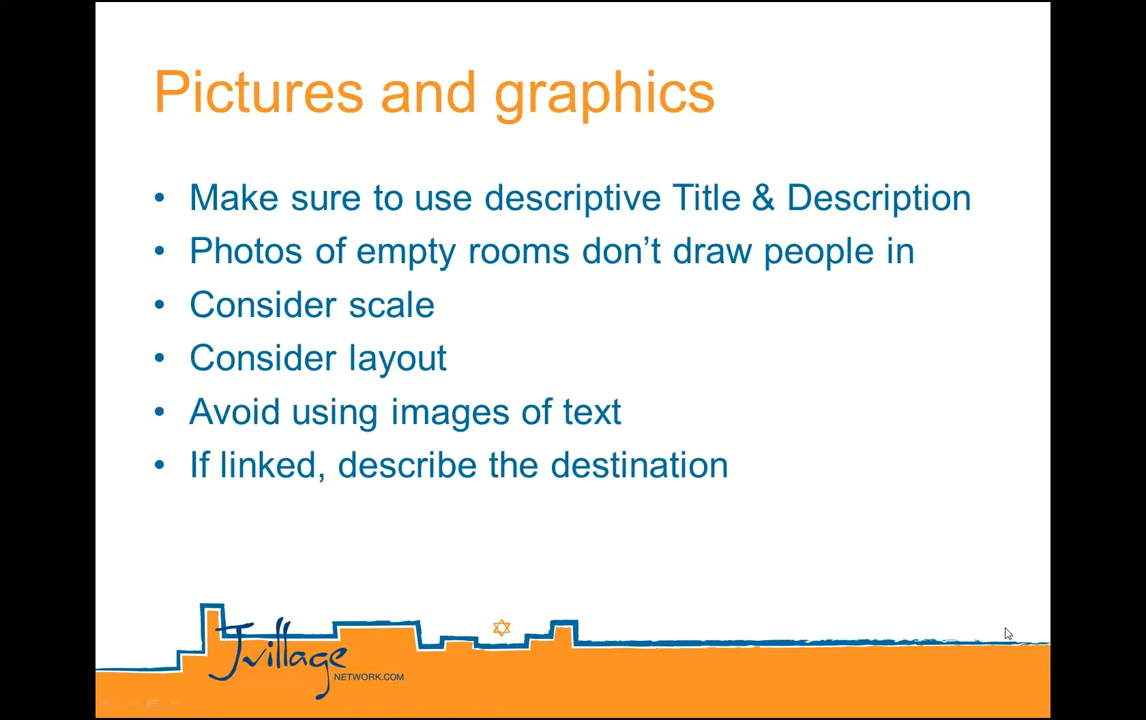 Pictures and graphics
• Make sure to use descriptive Title & Description
• Photos of empty rooms don't draw people in
• Consider scale
• Consider layout
• Avoid using images of text
• If linked, describe the destination
Jvillage
NETWORK.COM